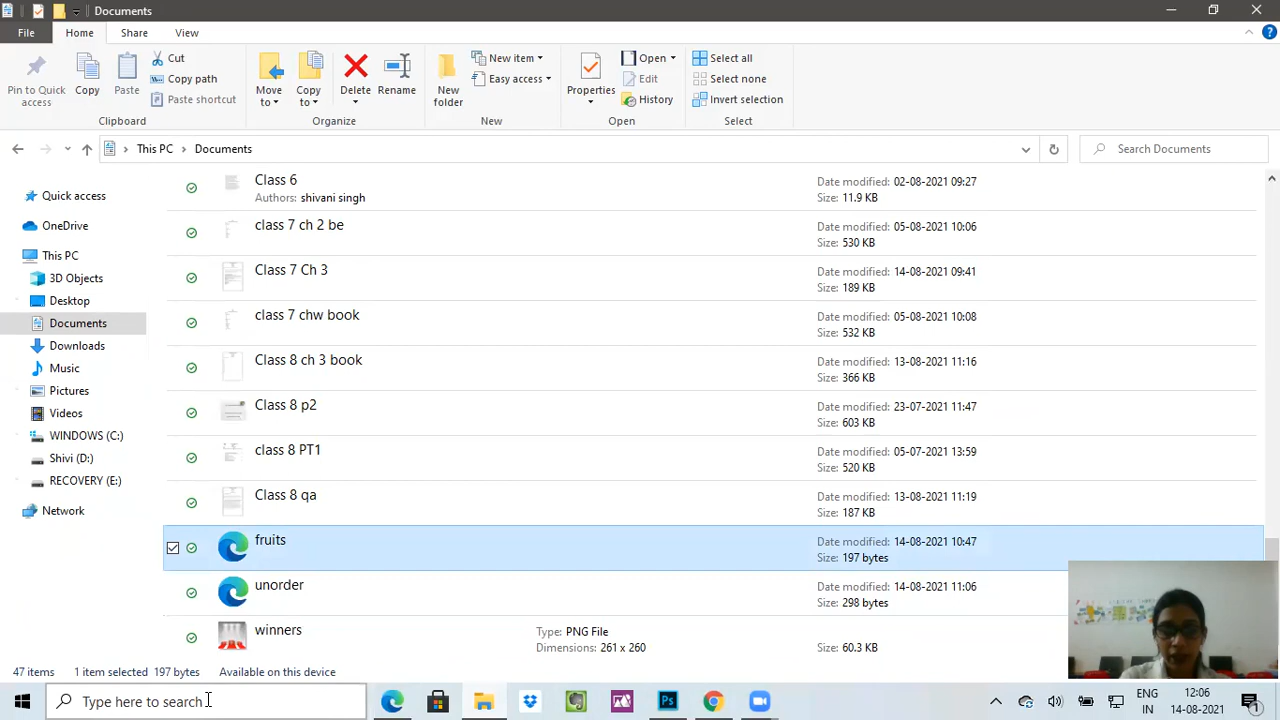 Documents
File Home Share View
Pin to Quick access
Copy
Paste
Cut
Copy path
Paste shortcut
Clipboard
Move to
Copy to
Delete
Rename
Organize
New folder
New item
Easy access
New
Properties
Open
Edit
History
Open
Select all
Select none
Invert selection
Select
This PC Documents
Search Documents
Quick access
OneDrive
This PC
3D Objects
Desktop
Documents
Downloads
Music
Pictures
Videos
WINDOWS (C:)
Shivi (D:)
RECOVERY (E:)
Network
Class 6 Date modified: 02-08-2021 09:27
Authors: shivani singh Size: 11.9 KB
class 7 ch 2 be Date modified: 05-08-2021 10:06
Size: 530 KB
Class 7 Ch 3 Date modified: 14-08-2021 09:41
Size: 189 KB
class 7 chw book Date modified: 05-08-2021 10:08
Size: 532 KB
Class 8 ch 3 book Date modified: 13-08-2021 11:16
Size: 366 KB
Class 8 p2 Date modified: 23-07-2021 11:47
Size: 603 KB
class 8 PT1 Date modified: 05-07-2021 13:59
Size: 520 KB
Class 8 qa Date modified: 13-08-2021 11:19
Size: 187 KB
fruits Date modified: 14-08-2021 10:47
Size: 197 bytes
unorder Date modified: 14-08-2021 11:06
Size: 298 bytes
winners Type: PNG File
Dimensions: 261 x 260 Size: 60.3 KB
47 items 1 item selected 197 bytes Available on this device
Type here to search
Ps
ENG
IN
12:06
14-08-2021
1